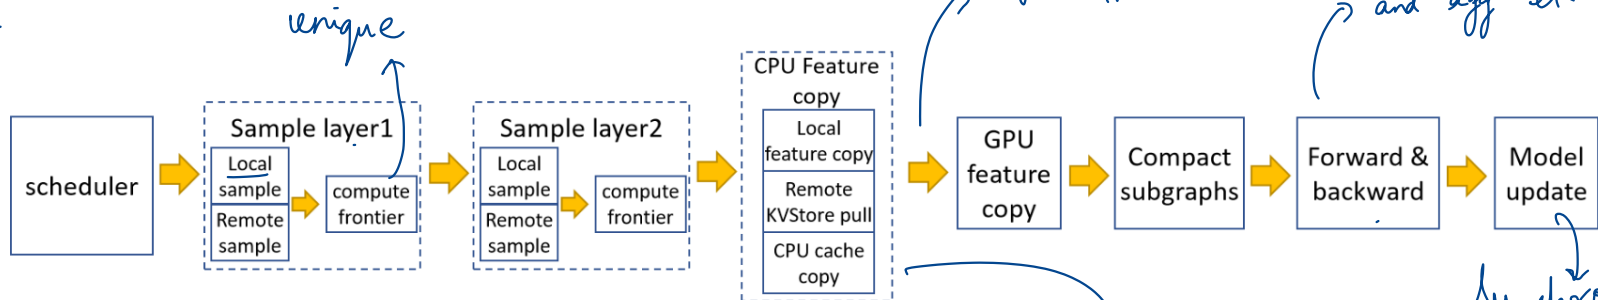 unique
and agg
scheduler
Sample layer1
Local
sample
Remote
sample
compute
frontier
Sample layer2
Local
sample
Remote
sample
compute
frontier
CPU Feature
copy
Local
feature copy
Remote
KVStore pull
CPU cache
copy
GPU
feature
copy
Compact
subgraphs
Forward &
backward
Model
update